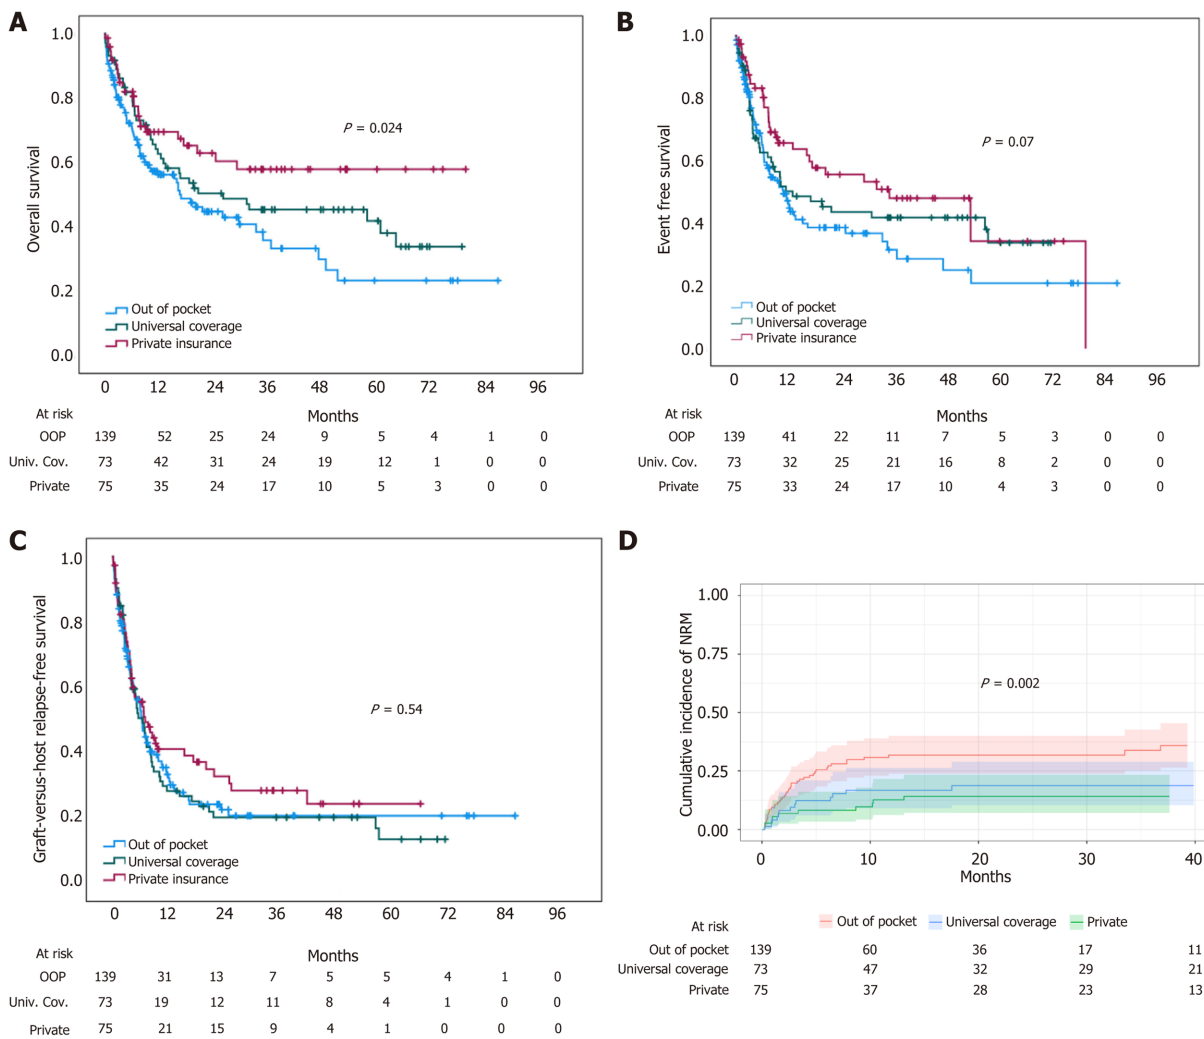 A
1.0
0.8
0.6
0.4
0.2
0.0
Overall survival
P = 0.024
Out of pocket
Universal coverage
Private insurance
0 12 24 36 48 60 72 84 96
Months
At risk
OOP 139 52 25 24 9 5 4 1 0
Univ. Cov. 73 42 31 24 19 12 1 0 0
Private 75 35 24 17 10 5 3 0 0
B
1.0
0.8
0.6
0.4
0.2
0.0
Event free survival
P = 0.07
Out of pocket
Universal coverage
Private insurance
0 12 24 36 48 60 72 84 96
Months
At risk
OOP 139 41 22 11 7 5 3 0 0
Univ. Cov. 73 32 25 21 16 8 2 0 0
Private 75 33 24 17 10 4 3 0 0
C
1.0
0.8
0.6
0.4
0.2
0.0
Graft-versus-host relapse-free survival
P = 0.54
Out of pocket
Universal coverage
Private insurance
0 12 24 36 48 60 72 84 96
Months
At risk
OOP 139 31 13 7 5 5 4 1 0
Univ. Cov. 73 19 12 11 8 4 1 0 0
Private 75 21 15 9 4 1 0 0 0
D
1.00
0.75
0.50
0.25
0.00
Cumulative incidence of NRM
P = 0.002
0 10 20 30 40
Months
At risk
Out of pocket Universal coverage Private
Out of pocket 139 60 36 17 11
Universal coverage 73 47 32 29 21
Private 75 37 28 23 13